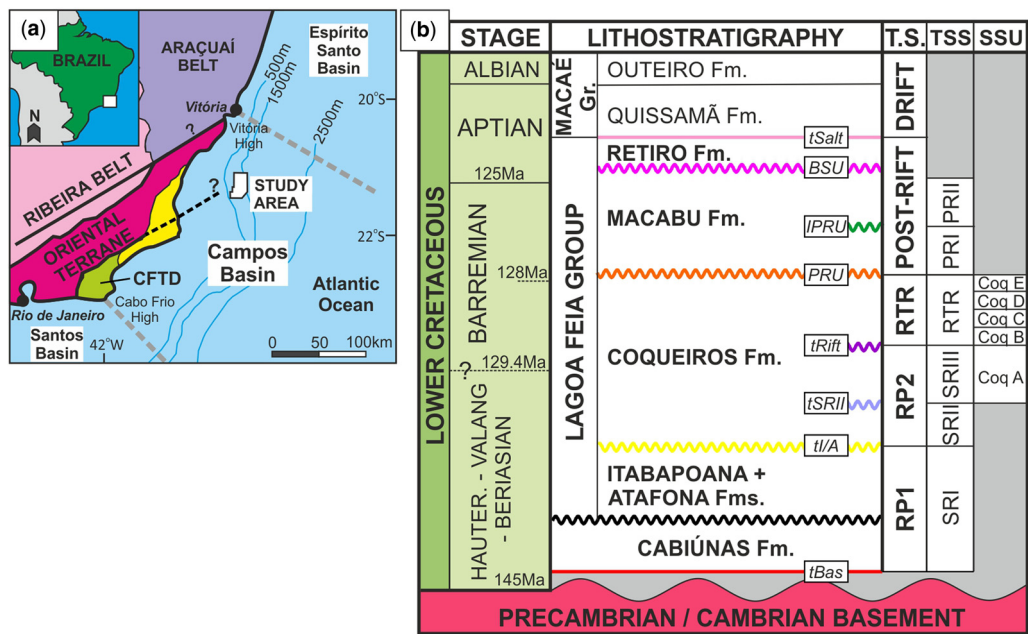 (a)
BRAZIL
N
ARAÇUAÍ
BELT
Espírito
Santo
Basin
500m
1500m
2500m
20°S
Vitória
?
Vitória
High
RIBEIRA BELT
?
STUDY
AREA
ORIENTAL
TERRANE
22°S
Campos
Basin
CFTD
Atlantic
Ocean
Cabo Frio
High
Rio de Janeiro
Santos
Basin
42°W
0 50 100km
(b)
STAGE
LITHOSTRATIGRAPHY
T.S.
TSS
SSU
LOWER CRETACEOUS
ALBIAN
APTIAN
125Ma
BARREMIAN
128Ma
129.4Ma
?
HAUTER. - VALANG
- BERIASIAN
145Ma
MACAÉ
Gr.
OUTEIRO Fm.
QUISSAMÃ Fm.
tSalt
LAGOA FEIA GROUP
RETIRO Fm.
BSU
MACABU Fm.
IPRU
PRU
COQUEIROS Fm.
tRift
tSRII
tI/A
ITABAPOANA +
ATAFONA Fms.
CABIÚNAS Fm.
tBas
DRIFT
POST-RIFT
RTR
RP2
RP1
PRII
PRI
RTR
SRIII
SRII
SRI
Coq E
Coq D
Coq C
Coq B
Coq A
PRECAMBRIAN / CAMBRIAN BASEMENT